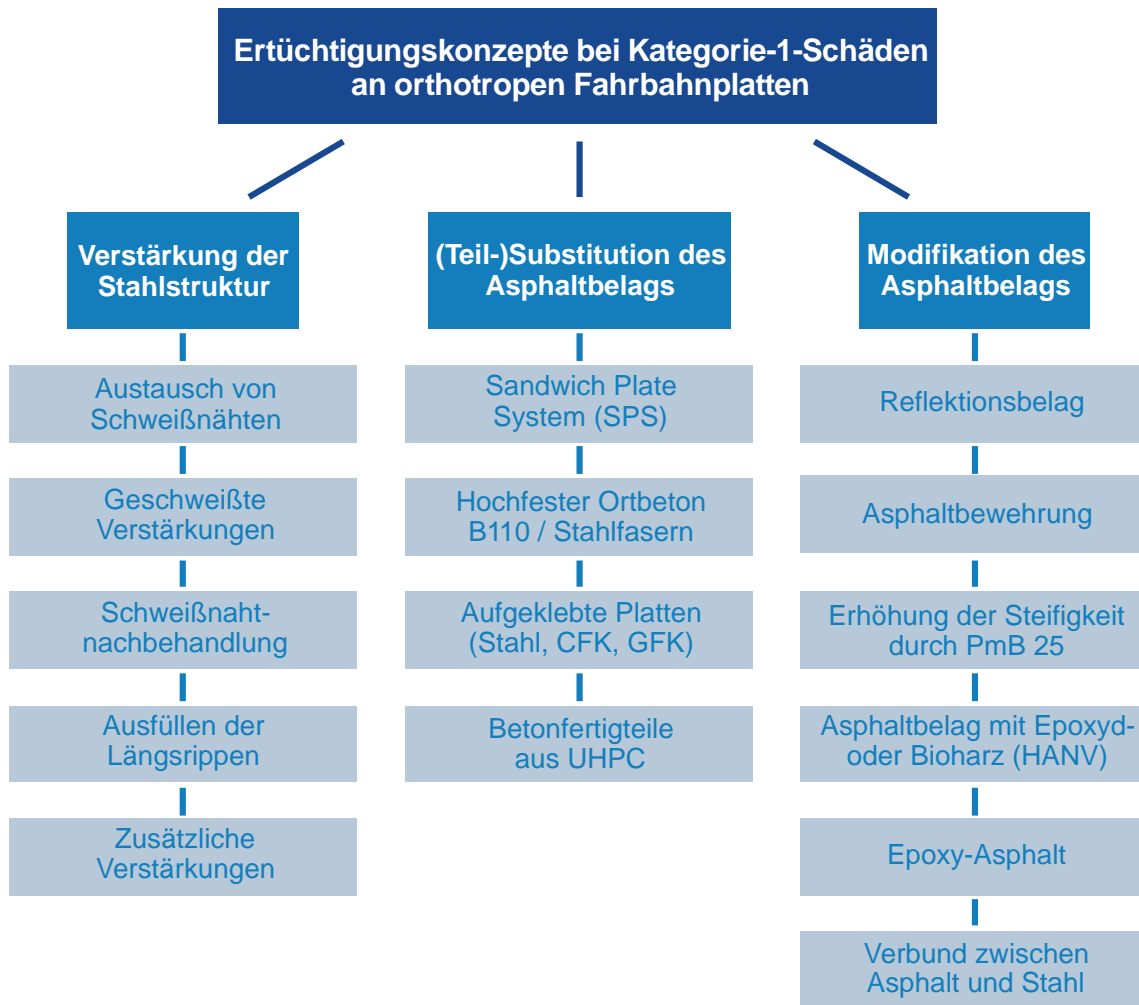 Ertüchtigungskonzepte bei Kategorie-1-Schäden
an orthotropen Fahrbahnplatten
Verstärkung der
Stahlstruktur
Austausch von
Schweißnähten
Geschweißte
Verstärkungen
Schweißnaht-
nachbehandlung
Ausfüllen der
Längsrippen
Zusätzliche
Verstärkungen
(Teil-)Substitution des
Asphaltbelags
Sandwich Plate
System (SPS)
Hochfester Ortbeton
B110 / Stahlfasern
Aufgeklebte Platten
(Stahl, CFK, GFK)
Betonfertigteile
aus UHPC
Modifikation des
Asphaltbelags
Reflektionsbelag
Asphaltbewehrung
Erhöhung der Steifigkeit
durch PmB 25
Asphaltbelag mit Epoxyd-
oder Bioharz (HANV)
Epoxy-Asphalt
Verbund zwischen
Asphalt und Stahl